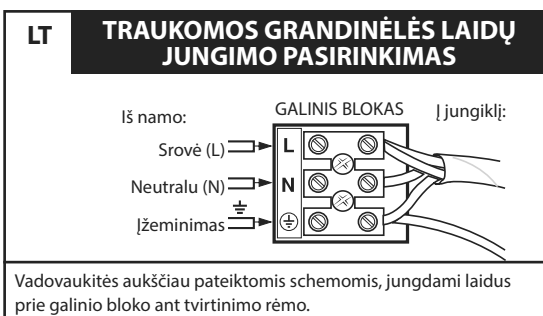 LT
TRAUKOMOS GRANDINĖLĖS LAIDŲ
JUNGIMO PASIRINKIMAS
Iš namo:
GALINIS BLOKAS
Į jungiklį:
Srovė (L)
L
Neutralu (N)
N
Įžeminimas
Vadovaukitės aukščiau pateiktomis schemomis, jungdami laidus
prie galinio bloko ant tvirtinimo rėmo.